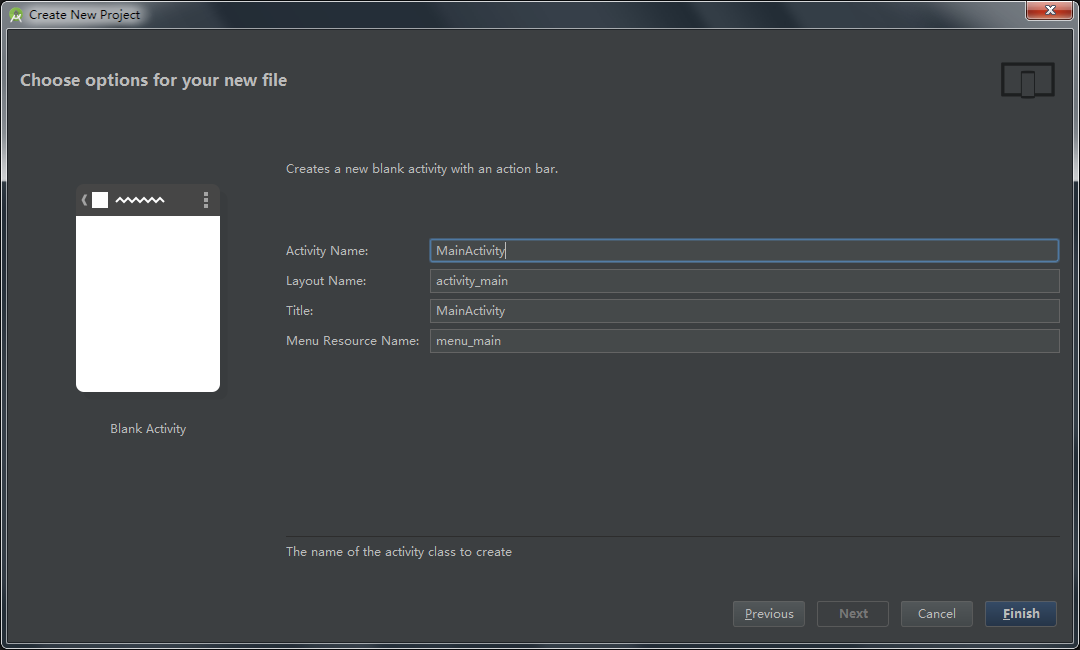 Create New Project
Choose options for your new file
Creates a new blank activity with an action bar.
Activity Name: MainActivity
Layout Name: activity_main
Title: MainActivity
Menu Resource Name: menu_main
Blank Activity
The name of the activity class to create
Previous Next Cancel Finish